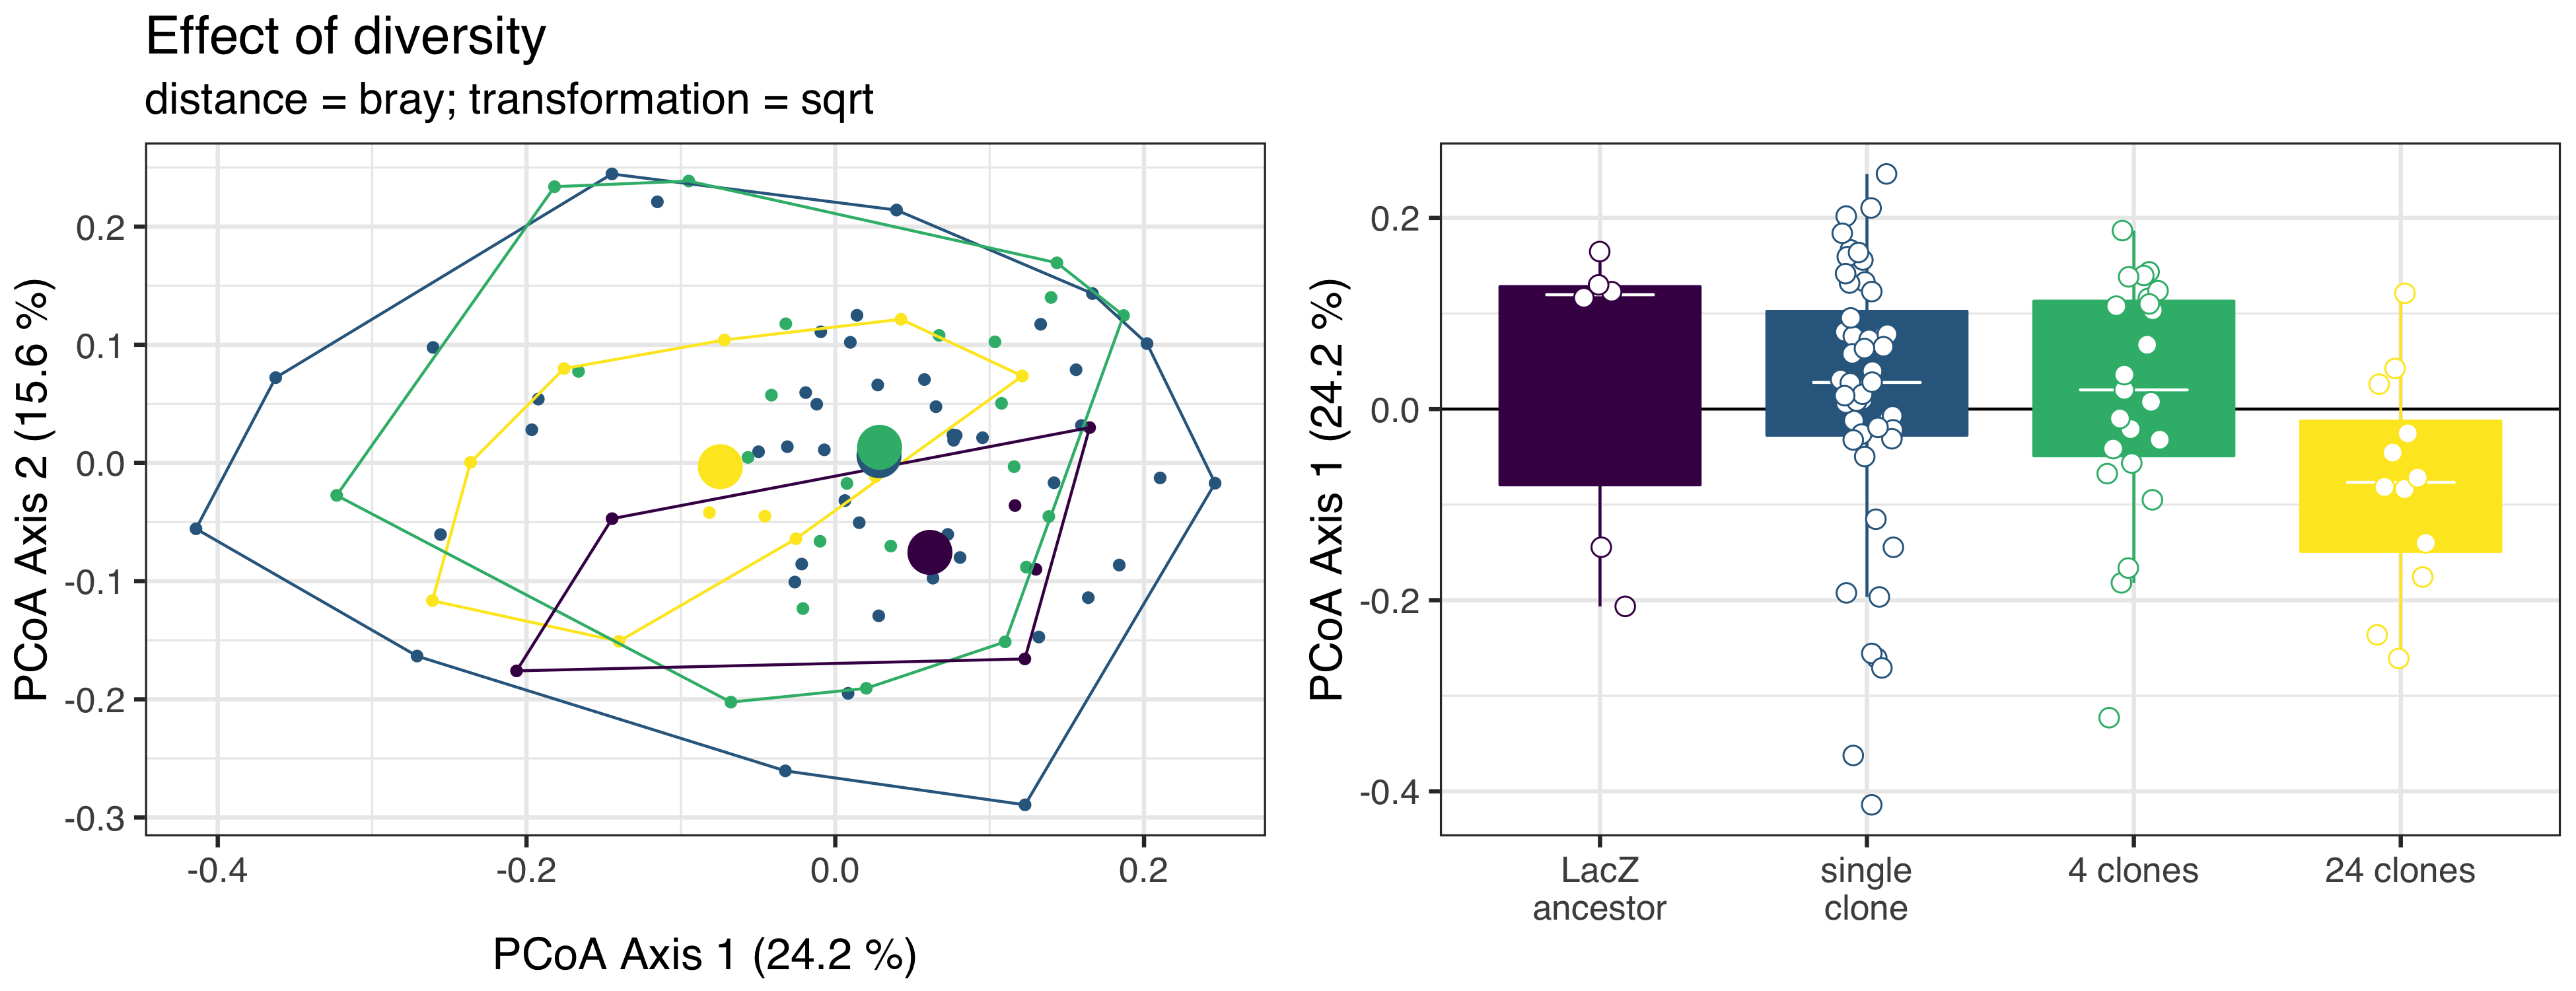 Effect of diversity
distance = bray; transformation = sqrt
PCoA Axis 2 (15.6 %)
0.2
0.1
0.0
-0.1
-0.2
-0.3
-0.4
-0.2
0.0
0.2
PCoA Axis 1 (24.2 %)
PCoA Axis 1 (24.2 %)
0.2
0.0
-0.2
-0.4
LacZ
ancestor
single
clone
4 clones
24 clones